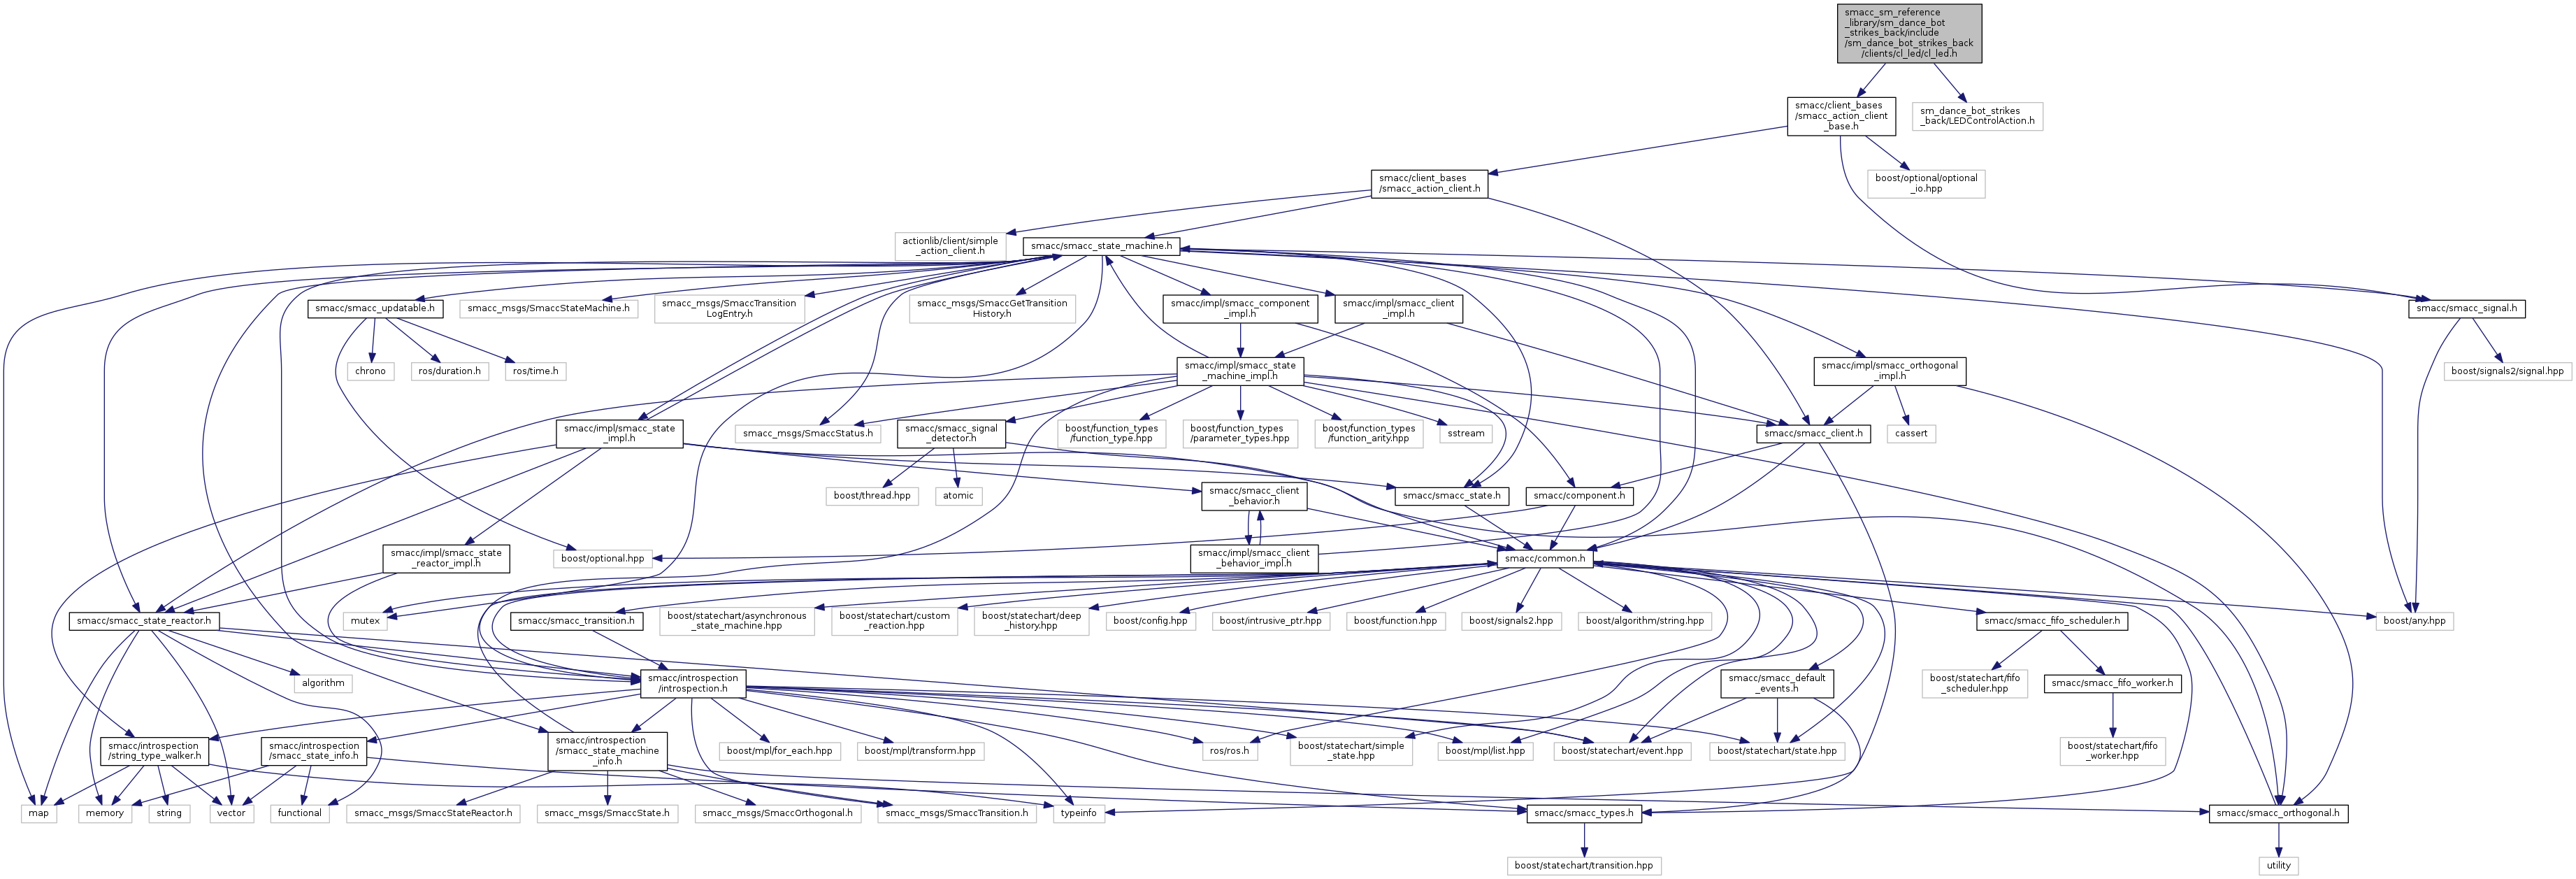 smacc_sm_reference
_library/sm_dance_bot
_strikes_back/include
/sm_dance_bot_strikes_back
/clients/cl_led/cl_led.h
smacc/client_bases
/smacc_action_client
_base.h
sm_dance_bot_strikes
_back/LEDControlAction.h
smacc/client_bases
/smacc_action_client.h
boost/optional/optional
_io.hpp
actionlib/client/simple
_action_client.h
smacc/smacc_state_machine.h
smacc/smacc_updatable.h
smacc_msgs/SmaccStateMachine.h
smacc_msgs/SmaccTransition
LogEntry.h
smacc_msgs/SmaccGetTransition
History.h
smacc/impl/smacc_component
_impl.h
smacc/impl/smacc_client
_impl.h
smacc/smacc_signal.h
chrono
ros/duration.h
ros/time.h
smacc/impl/smacc_state
_machine_impl.h
smacc/impl/smacc_orthogonal
_impl.h
boost/signals2/signal.hpp
smacc/impl/smacc_state
_impl.h
smacc_msgs/SmaccStatus.h
smacc/smacc_signal
_detector.h
boost/function_types
/function_type.hpp
boost/function_types
/parameter_types.hpp
boost/function_types
/function_arity.hpp
sstream
smacc/smacc_client.h
cassert
boost/thread.hpp
atomic
smacc/smacc_client
_behavior.h
smacc/smacc_state.h
smacc/component.h
smacc/impl/smacc_state
_reactor_impl.h
boost/optional.hpp
smacc/impl/smacc_client
_behavior_impl.h
smacc/common.h
smacc/smacc_state_reactor.h
mutex
smacc/smacc_transition.h
boost/statechart/asynchronous
_state_machine.hpp
boost/statechart/custom
_reaction.hpp
boost/statechart/deep
_history.hpp
boost/config.hpp
boost/intrusive_ptr.hpp
boost/function.hpp
boost/signals2.hpp
boost/algorithm/string.hpp
smacc/smacc_fifo_scheduler.h
boost/any.hpp
algorithm
smacc/introspection
/introspection.h
smacc/smacc_default
_events.h
boost/statechart/fifo
_scheduler.hpp
smacc/smacc_fifo_worker.h
smacc/introspection
/string_type_walker.h
smacc/introspection
/smacc_state_info.h
smacc/introspection
/smacc_state_machine
_info.h
boost/mpl/for_each.hpp
boost/mpl/transform.hpp
ros/ros.h
boost/statechart/simple
_state.hpp
boost/mpl/list.hpp
boost/statechart/event.hpp
boost/statechart/state.hpp
boost/statechart/fifo
_worker.hpp
map
memory
string
vector
functional
smacc_msgs/SmaccStateReactor.h
smacc_msgs/SmaccState.h
smacc_msgs/SmaccOrthogonal.h
smacc_msgs/SmaccTransition.h
typeinfo
smacc/smacc_types.h
smacc/smacc_orthogonal.h
boost/statechart/transition.hpp
utility